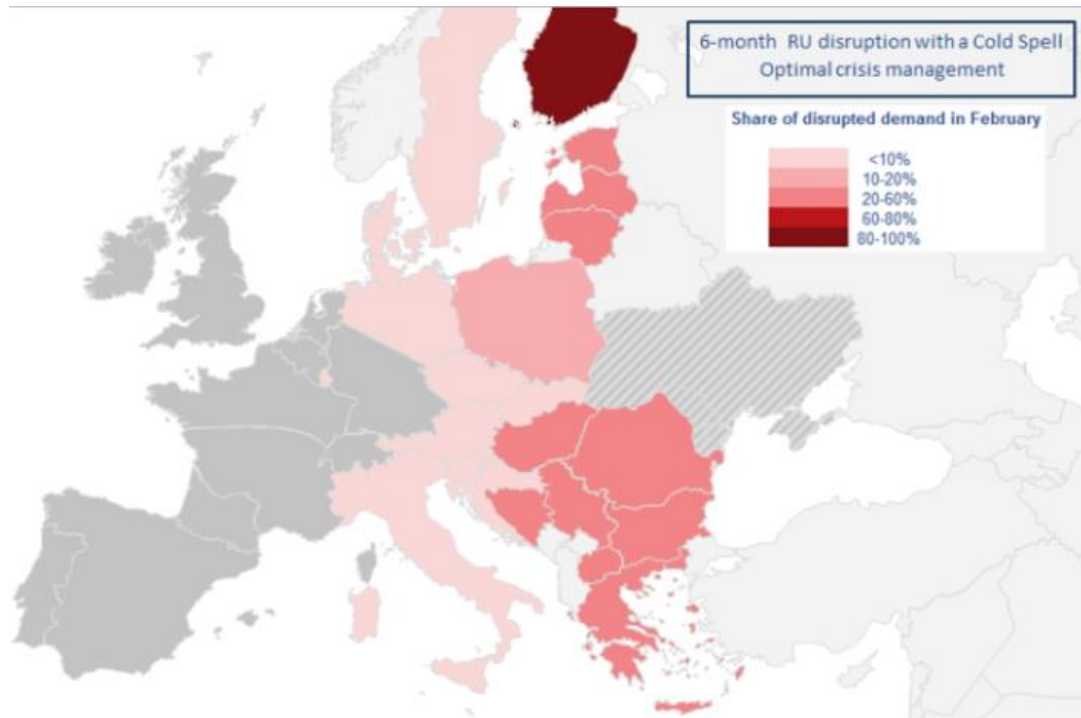 6-month RU disruption with a Cold Spell
Optimal crisis management
Share of disrupted demand in February
<10%
10-20%
20-60%
60-80%
80-100%